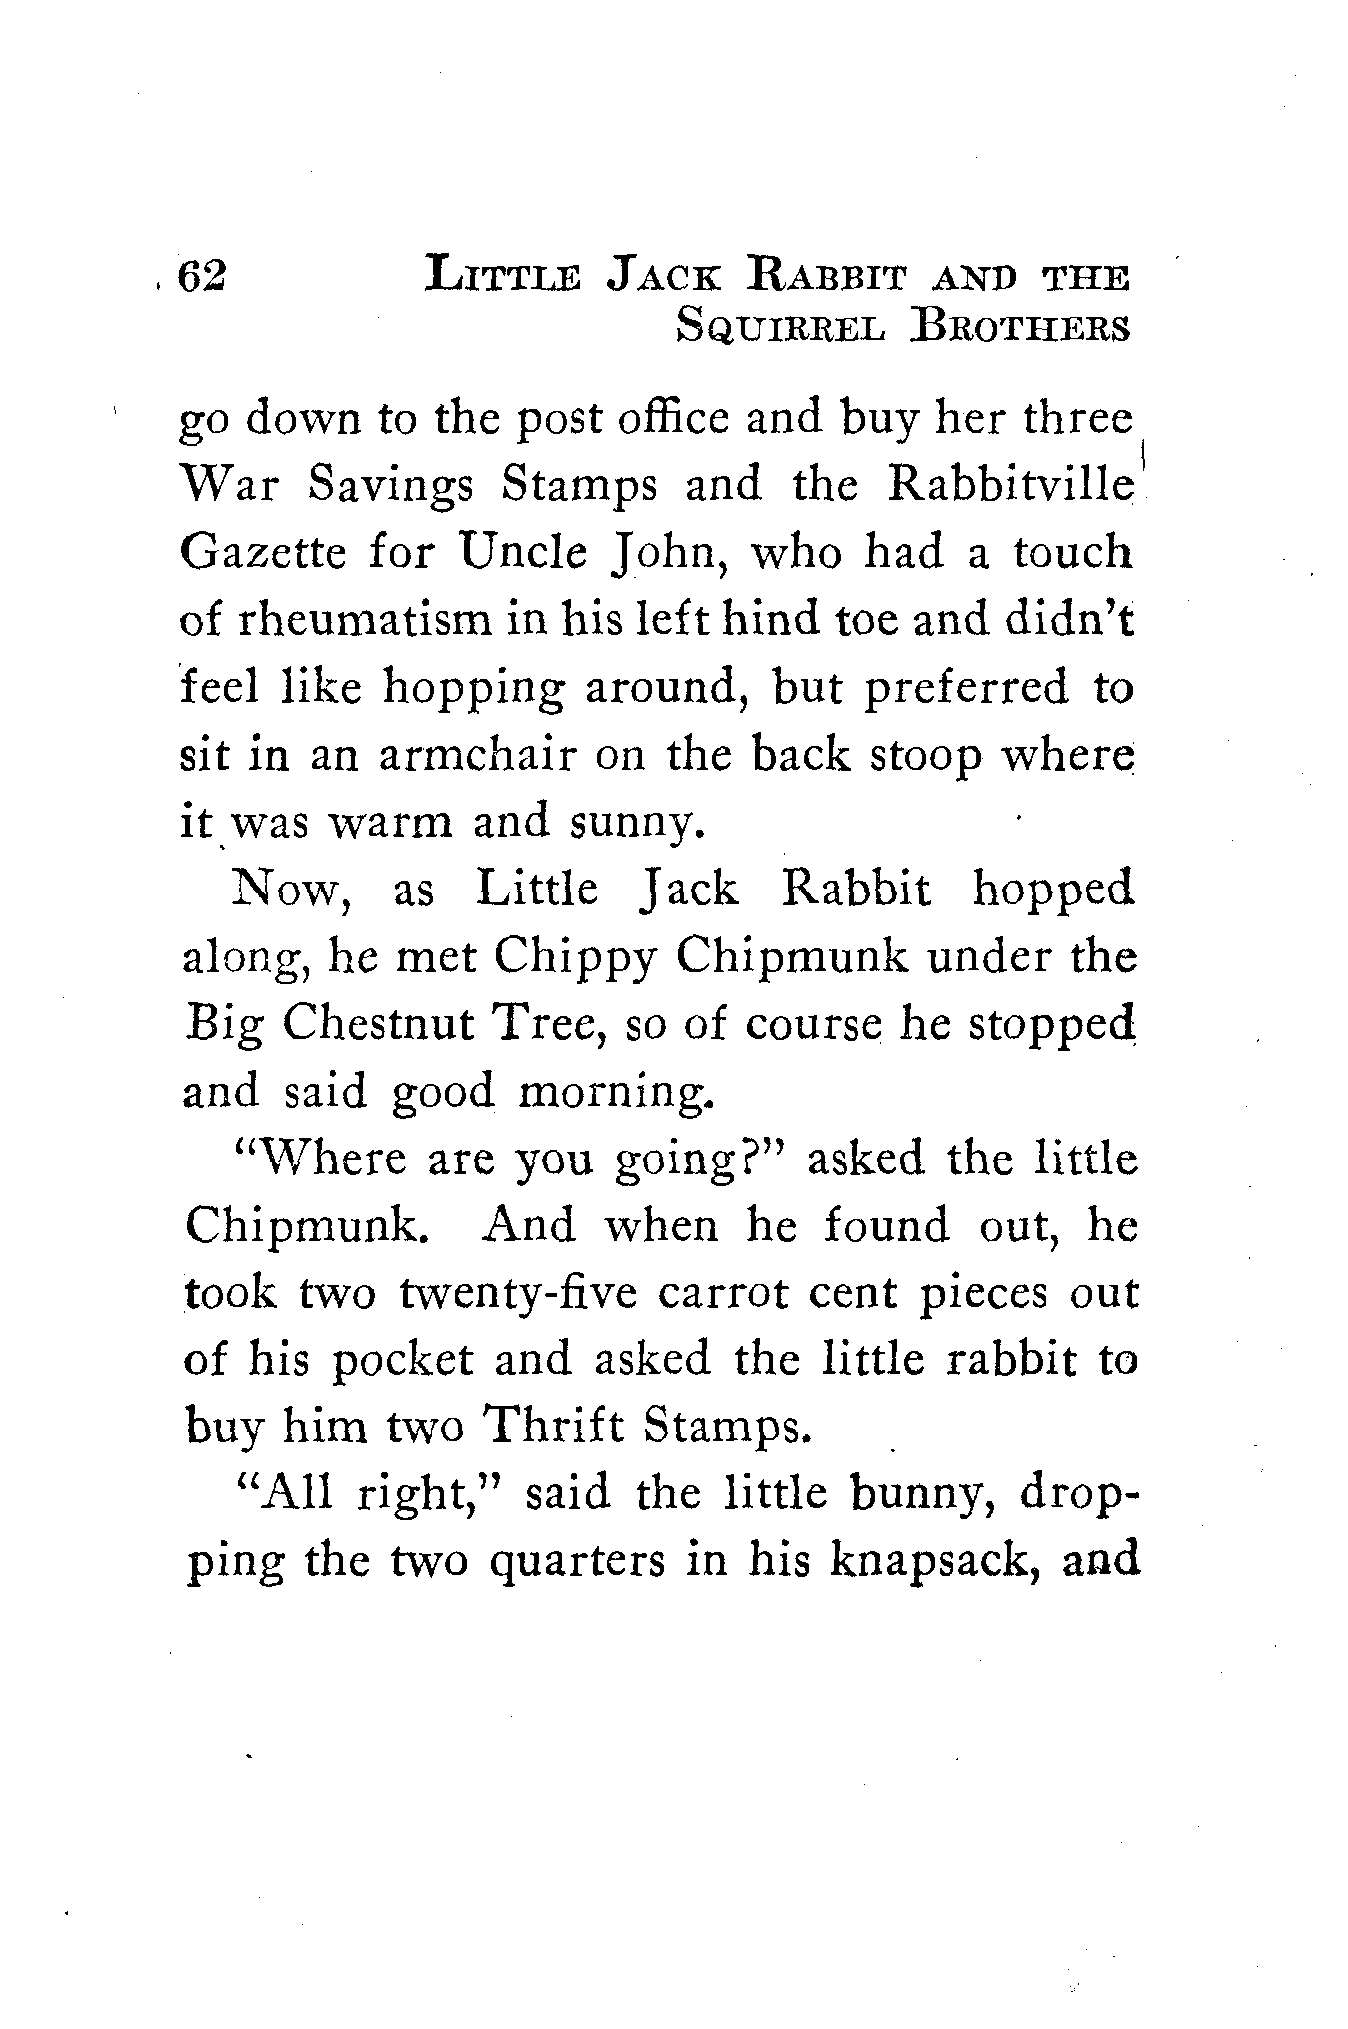 62 LITTLE JACK RABBIT AND THE
SQUIRREL BROTHERS
go down to the post office and buy her three
War Savings Stamps and the Rabbitville
Gazette for Uncle John, who had a touch
of rheumatism in his left hind toe and didn't
feel like hopping around, but preferred to
sit in an armchair on the back stoop where
it was warm and sunny.
Now, as Little Jack Rabbit hopped
along, he met Chippy Chipmunk under the
Big Chestnut Tree, so of course he stopped
and said good morning.
"Where are you going?" asked the little
Chipmunk. And when he found out, he
took two twenty-five carrot cent pieces out
of his pocket and asked the little rabbit to
buy him two Thrift Stamps.
"All right," said the little bunny, drop-
ping the two quarters in his knapsack, and